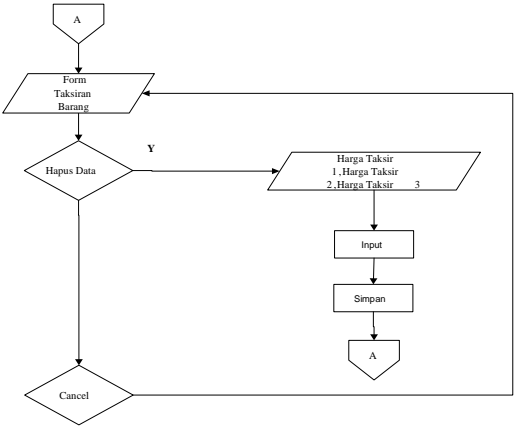 A
Form
Taksiran
Barang
Y
Hapus Data
Harga Taksir
1 ,Harga Taksir
2 ,Harga Taksir 3
Input
Simpan
A
Cancel